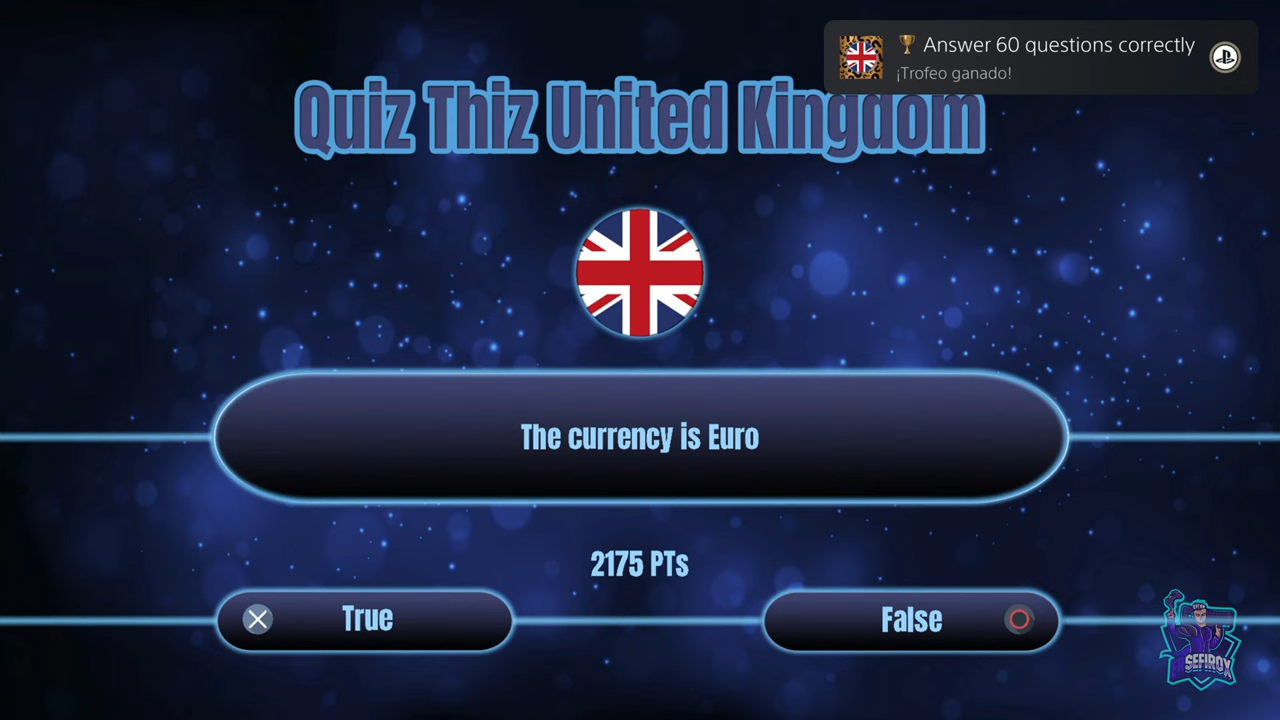 Answer 60 questions correctly
¡Trofeo ganado!
Quiz Thiz United Kingdom
The currency is Euro
2175 PTs
True
False
SEFIROX